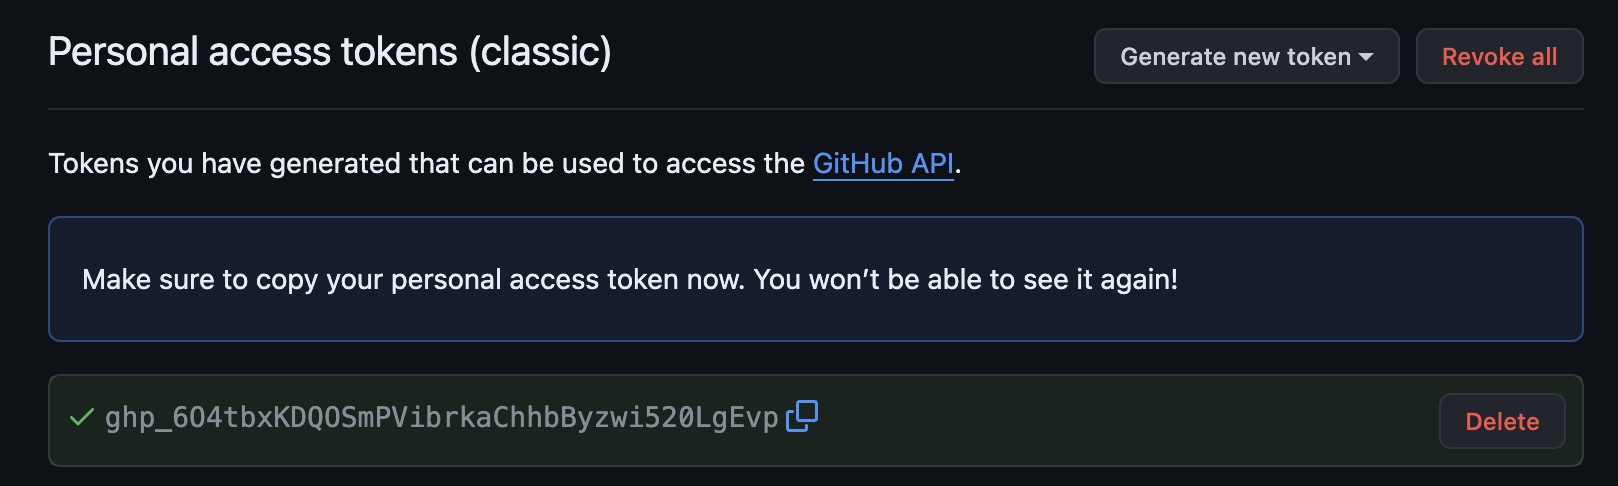 Personal access tokens (classic)
Generate new token
Revoke all
Tokens you have generated that can be used to access the GitHub API.
Make sure to copy your personal access token now. You won’t be able to see it again!
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
Delete